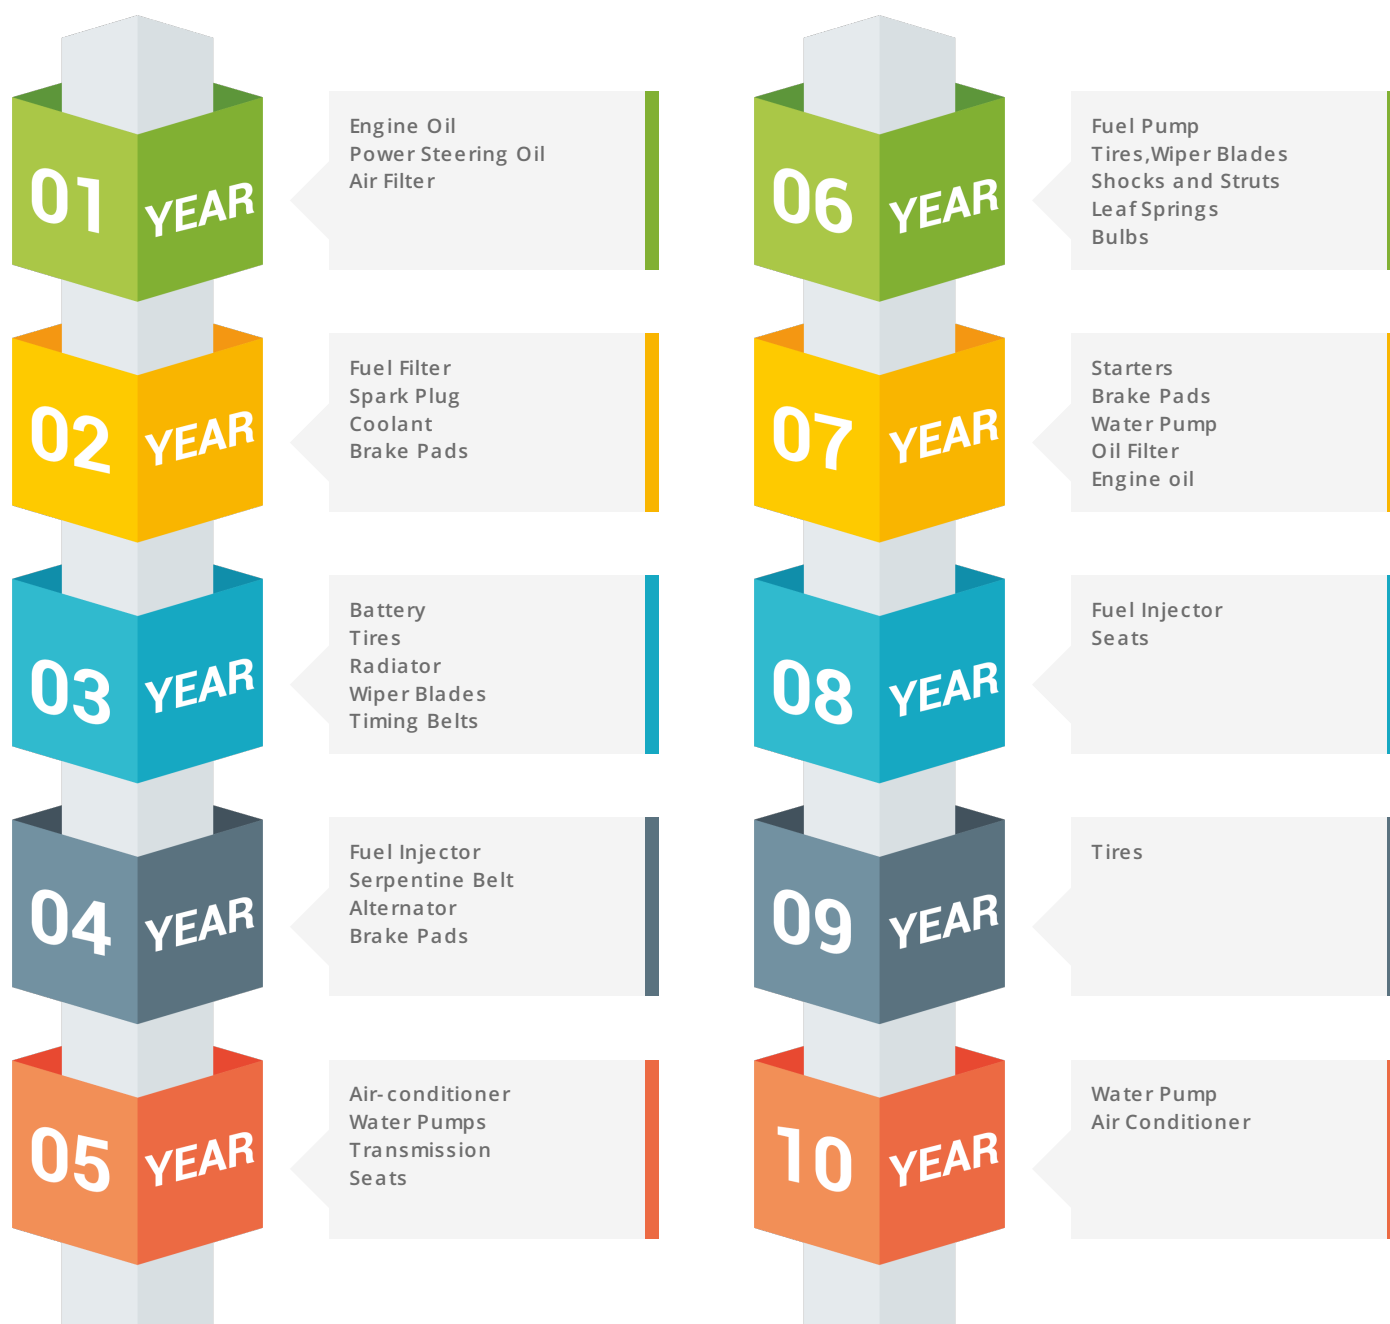 01 YEAR
Engine Oil
Power Steering Oil
Air Filter
02 YEAR
Fuel Filter
Spark Plug
Coolant
Brake Pads
03 YEAR
Battery
Tires
Radiator
Wiper Blades
Timing Belts
04 YEAR
Fuel Injector
Serpentine Belt
Alternator
Brake Pads
05 YEAR
Air-conditioner
Water Pumps
Transmission
Seats
06 YEAR
Fuel Pump
Tires,Wiper Blades
Shocks and Struts
Leaf Springs
Bulbs
07 YEAR
Starters
Brake Pads
Water Pump
Oil Filter
Engine oil
08 YEAR
Fuel Injector
Seats
09 YEAR
Tires
10 YEAR
Water Pump
Air Conditioner